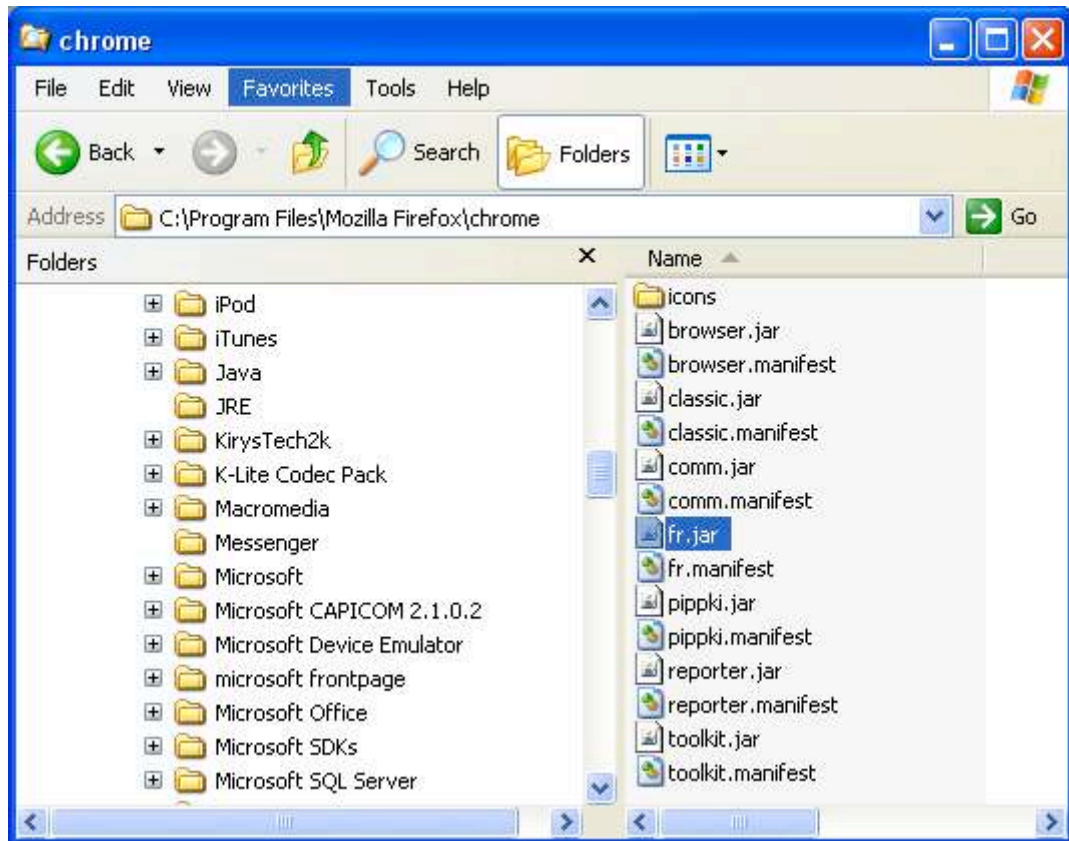 chrome
File Edit View Favorites Tools Help
Back Search Folders
Address C:\Program Files\Mozilla Firefox\chrome Go
Folders
iPod
iTunes
Java
JRE
KirysTech2k
K-Lite Codec Pack
Macromedia
Messenger
Microsoft
Microsoft CAPICOM 2.1.0.2
Microsoft Device Emulator
microsoft frontpage
Microsoft Office
Microsoft SDKs
Microsoft SQL Server
Name
icons
browser.jar
browser.manifest
classic.jar
classic.manifest
comm.jar
comm.manifest
fr.jar
fr.manifest
pippki.jar
pippki.manifest
reporter.jar
reporter.manifest
toolkit.jar
toolkit.manifest